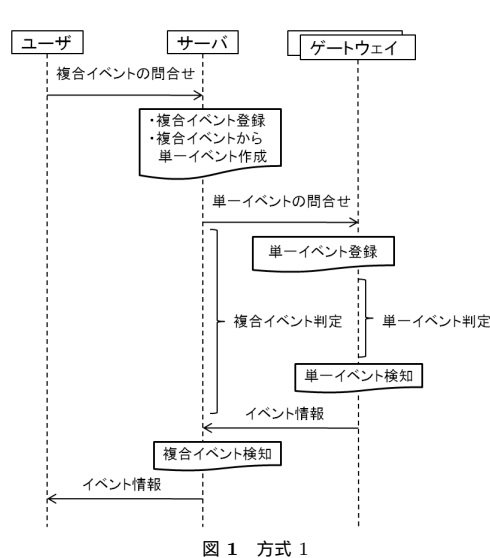 ユーザ
サーバ
ゲートウェイ
複合イベントの問合せ
・複合イベント登録
・複合イベントから
単一イベント作成
単一イベントの問合せ
単一イベント登録
複合イベント判定
単一イベント判定
単一イベント検知
イベント情報
複合イベント検知
イベント情報
図 1 方式 1